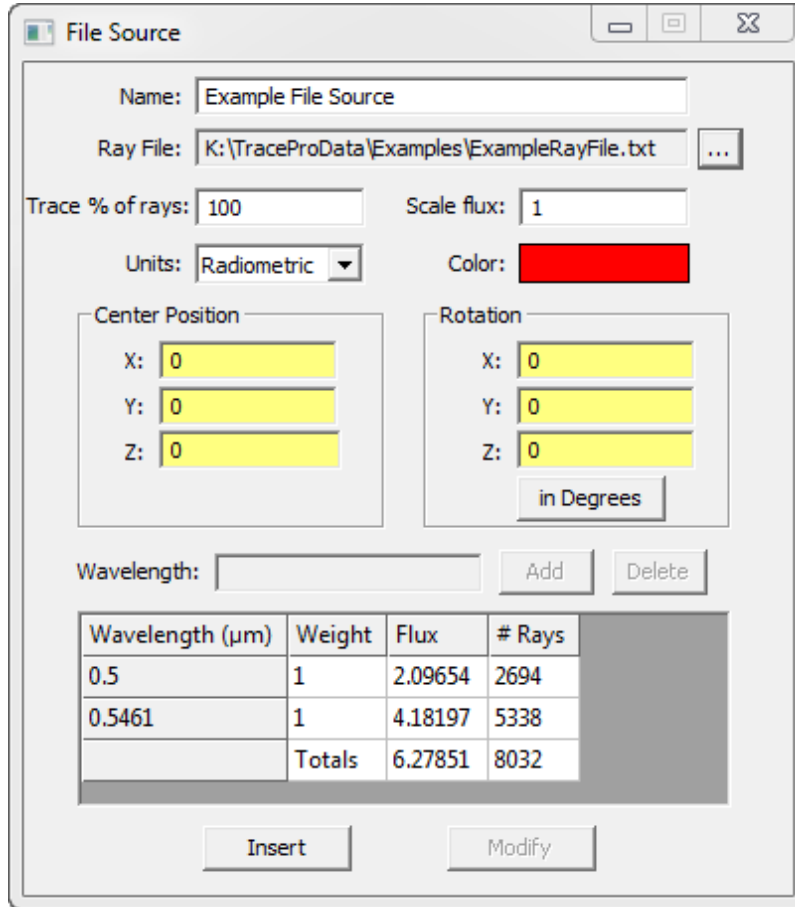 File Source
Name: Example File Source
Ray File: K:\TraceProData\Examples\ExampleRayFile.txt ...
Trace % of rays: 100 Scale flux: 1
Units: Radiometric Color:
Center Position Rotation
X: 0 X: 0
Y: 0 Y: 0
Z: 0 Z: 0
in Degrees
Wavelength: Add Delete
Wavelength (µm) Weight Flux # Rays
0.5 1 2.09654 2694
0.5461 1 4.18197 5338
Totals 6.27851 8032
Insert Modify